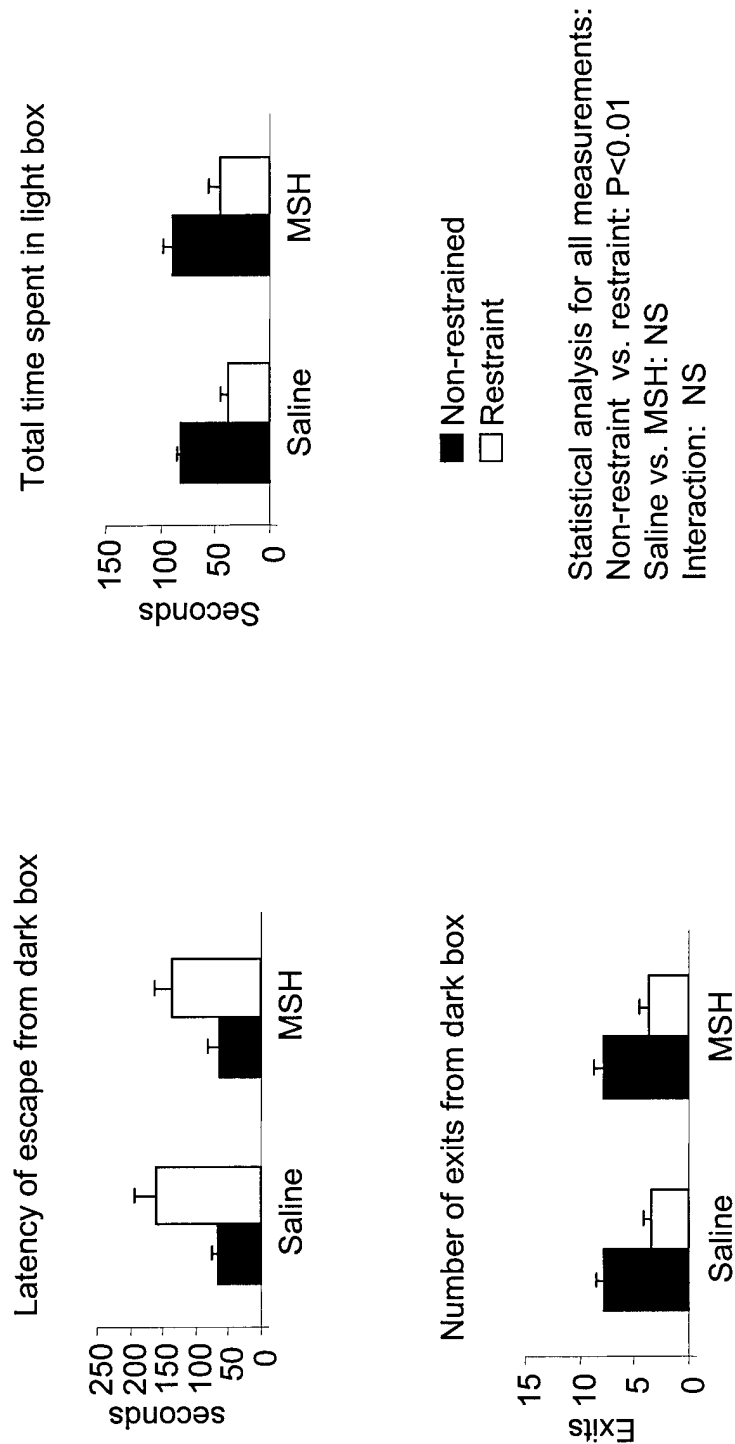 Latency of escape from dark box
seconds
250
200
150
100
50
0
Saline
MSH
Total time spent in light box
Seconds
150
100
50
0
Saline
MSH
Number of exits from dark box
Exits
15
10
5
0
Saline
MSH
Non-restrained
Restraint
Statistical analysis for all measurements:
Non-restraint vs. restraint: P<0.01
Saline vs. MSH: NS
Interaction: NS